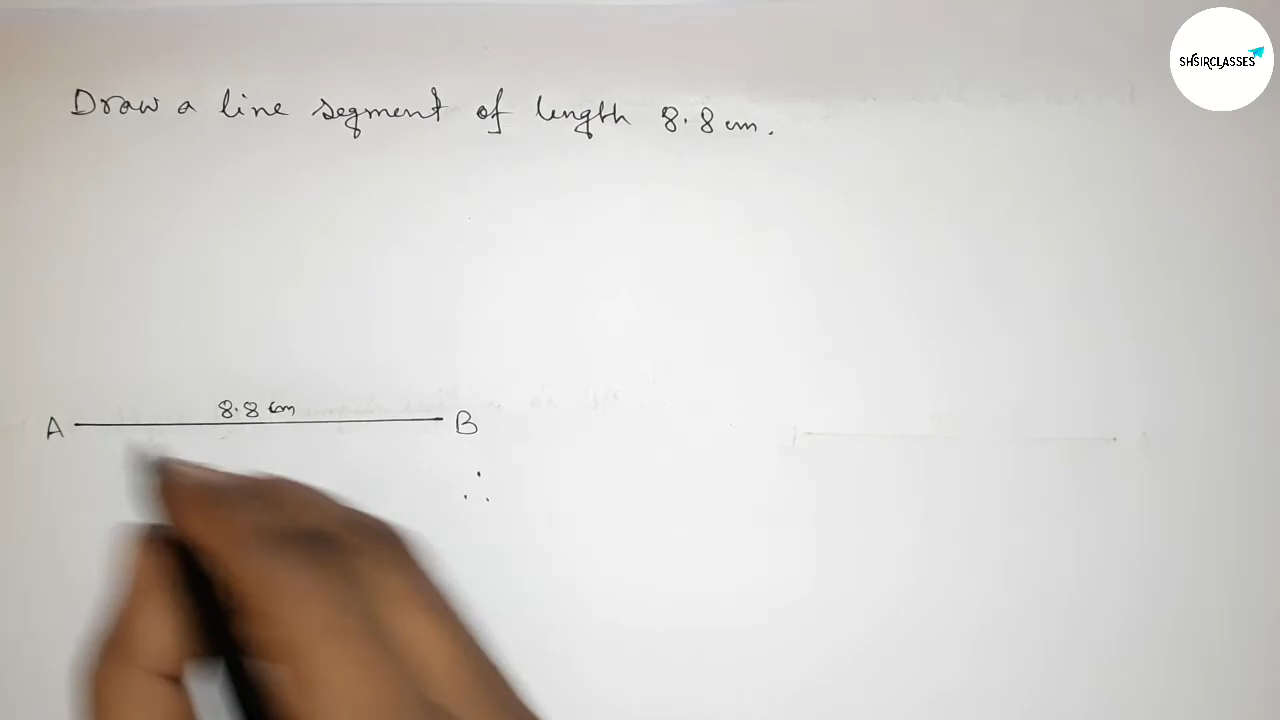 SHSIRCLASSES
Draw a line segment of length 8.8 cm.
8.8 cm
A B
∴